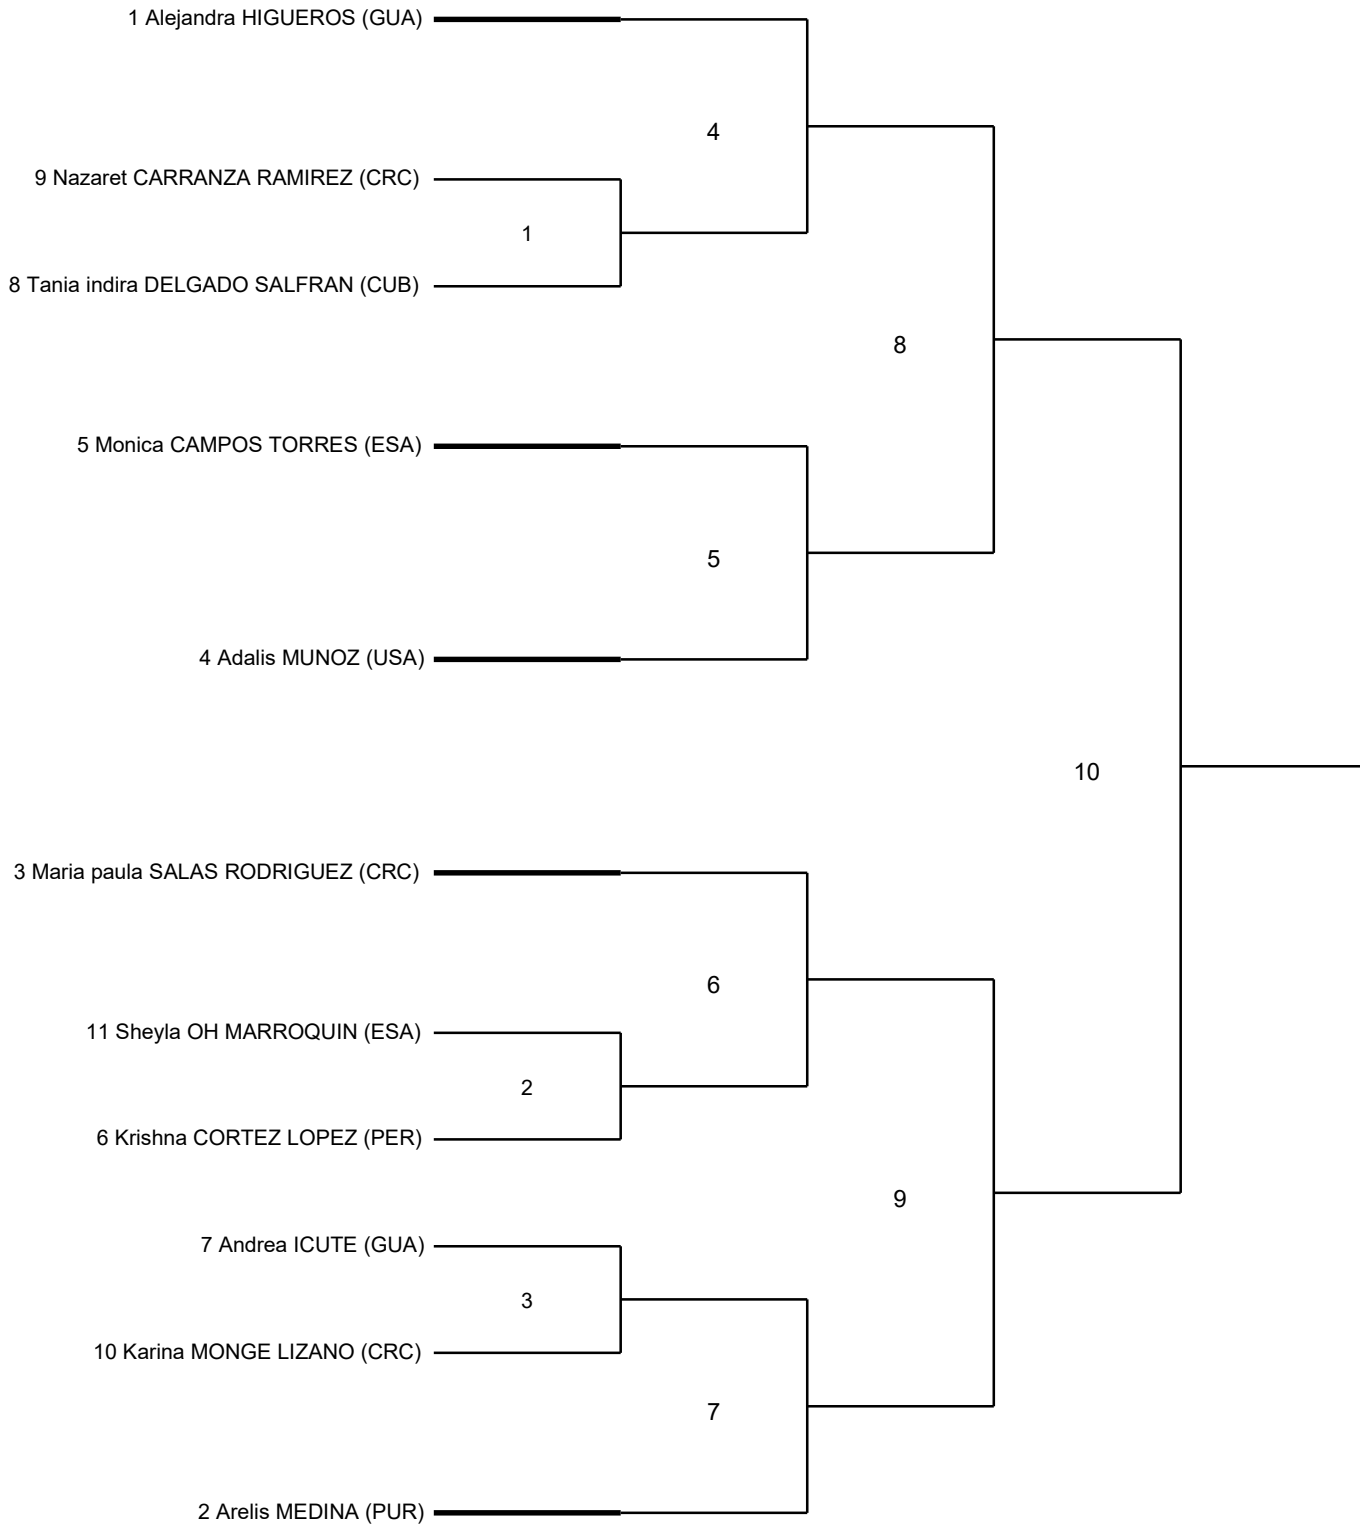 1 Alejandra HIGUEROS (GUA)
4
9 Nazaret CARRANZA RAMIREZ (CRC)
1
8 Tania indira DELGADO SALFRAN (CUB)
8
5 Monica CAMPOS TORRES (ESA)
5
4 Adalis MUNOZ (USA)
10
3 Maria paula SALAS RODRIGUEZ (CRC)
6
11 Sheyla OH MARROQUIN (ESA)
2
6 Krishna CORTEZ LOPEZ (PER)
9
7 Andrea ICUTE (GUA)
3
10 Karina MONGE LIZANO (CRC)
7
2 Arelis MEDINA (PUR)